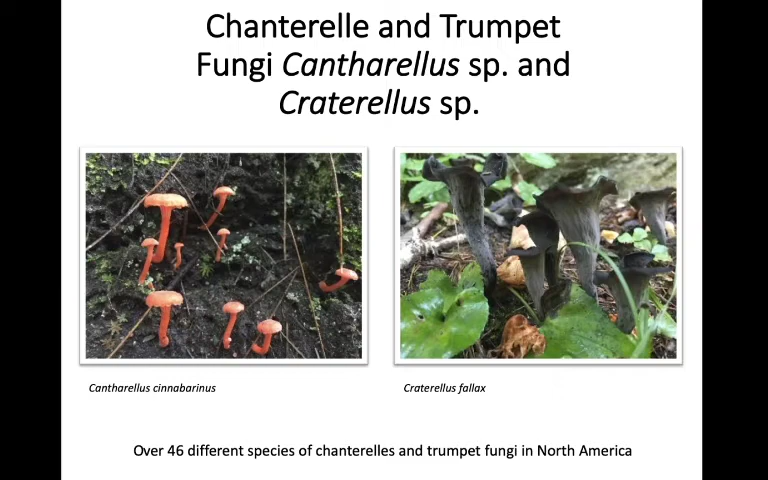 Chanterelle and Trumpet
Fungi Cantharellus sp. and
Craterellus sp.
Cantharellus cinnabarinus
Craterellus fallax
Over 46 different species of chanterelles and trumpet fungi in North America